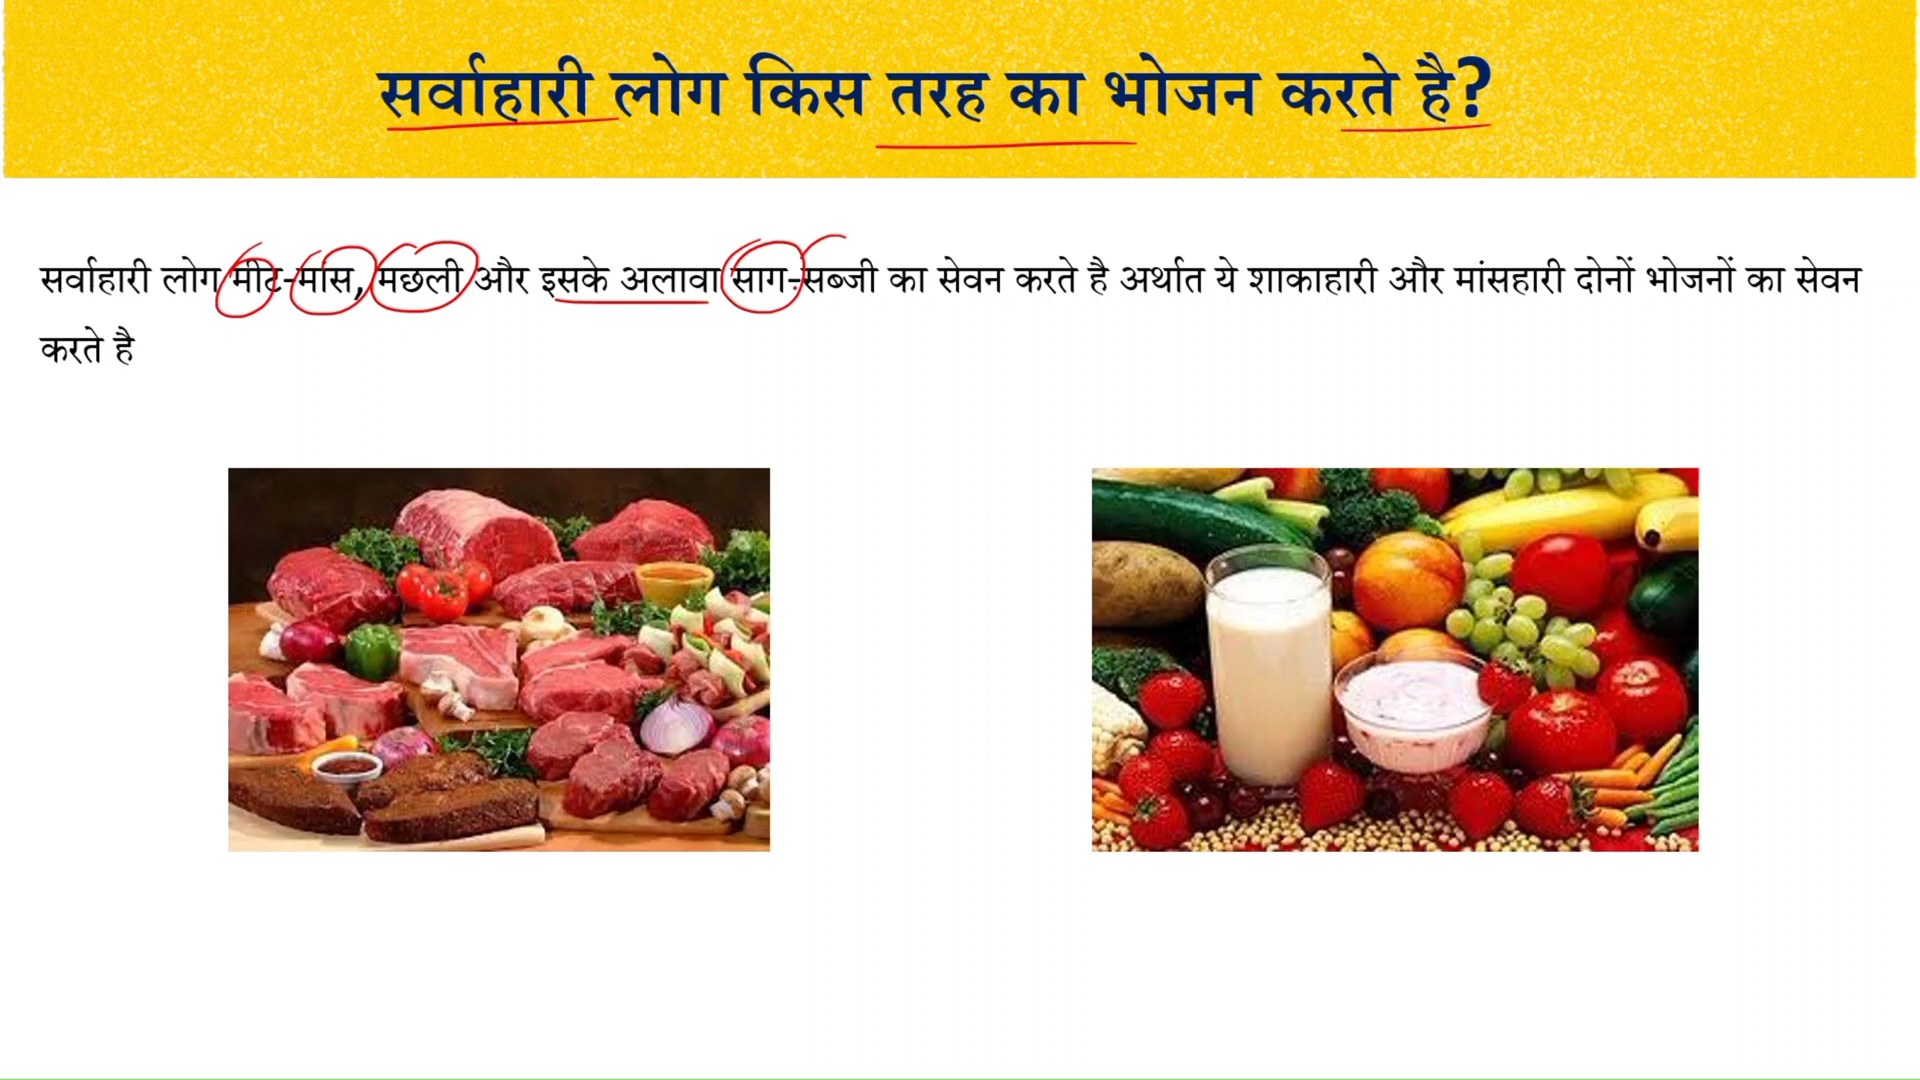 सर्वाहारी लोग किस तरह का भोजन करते है?
सर्वाहारी लोग मीट-मांस, मछली और इसके अलावा साग-सब्जी का सेवन करते है अर्थात ये शाकाहारी और मांसहारी दोनों भोजनों का सेवन
करते है